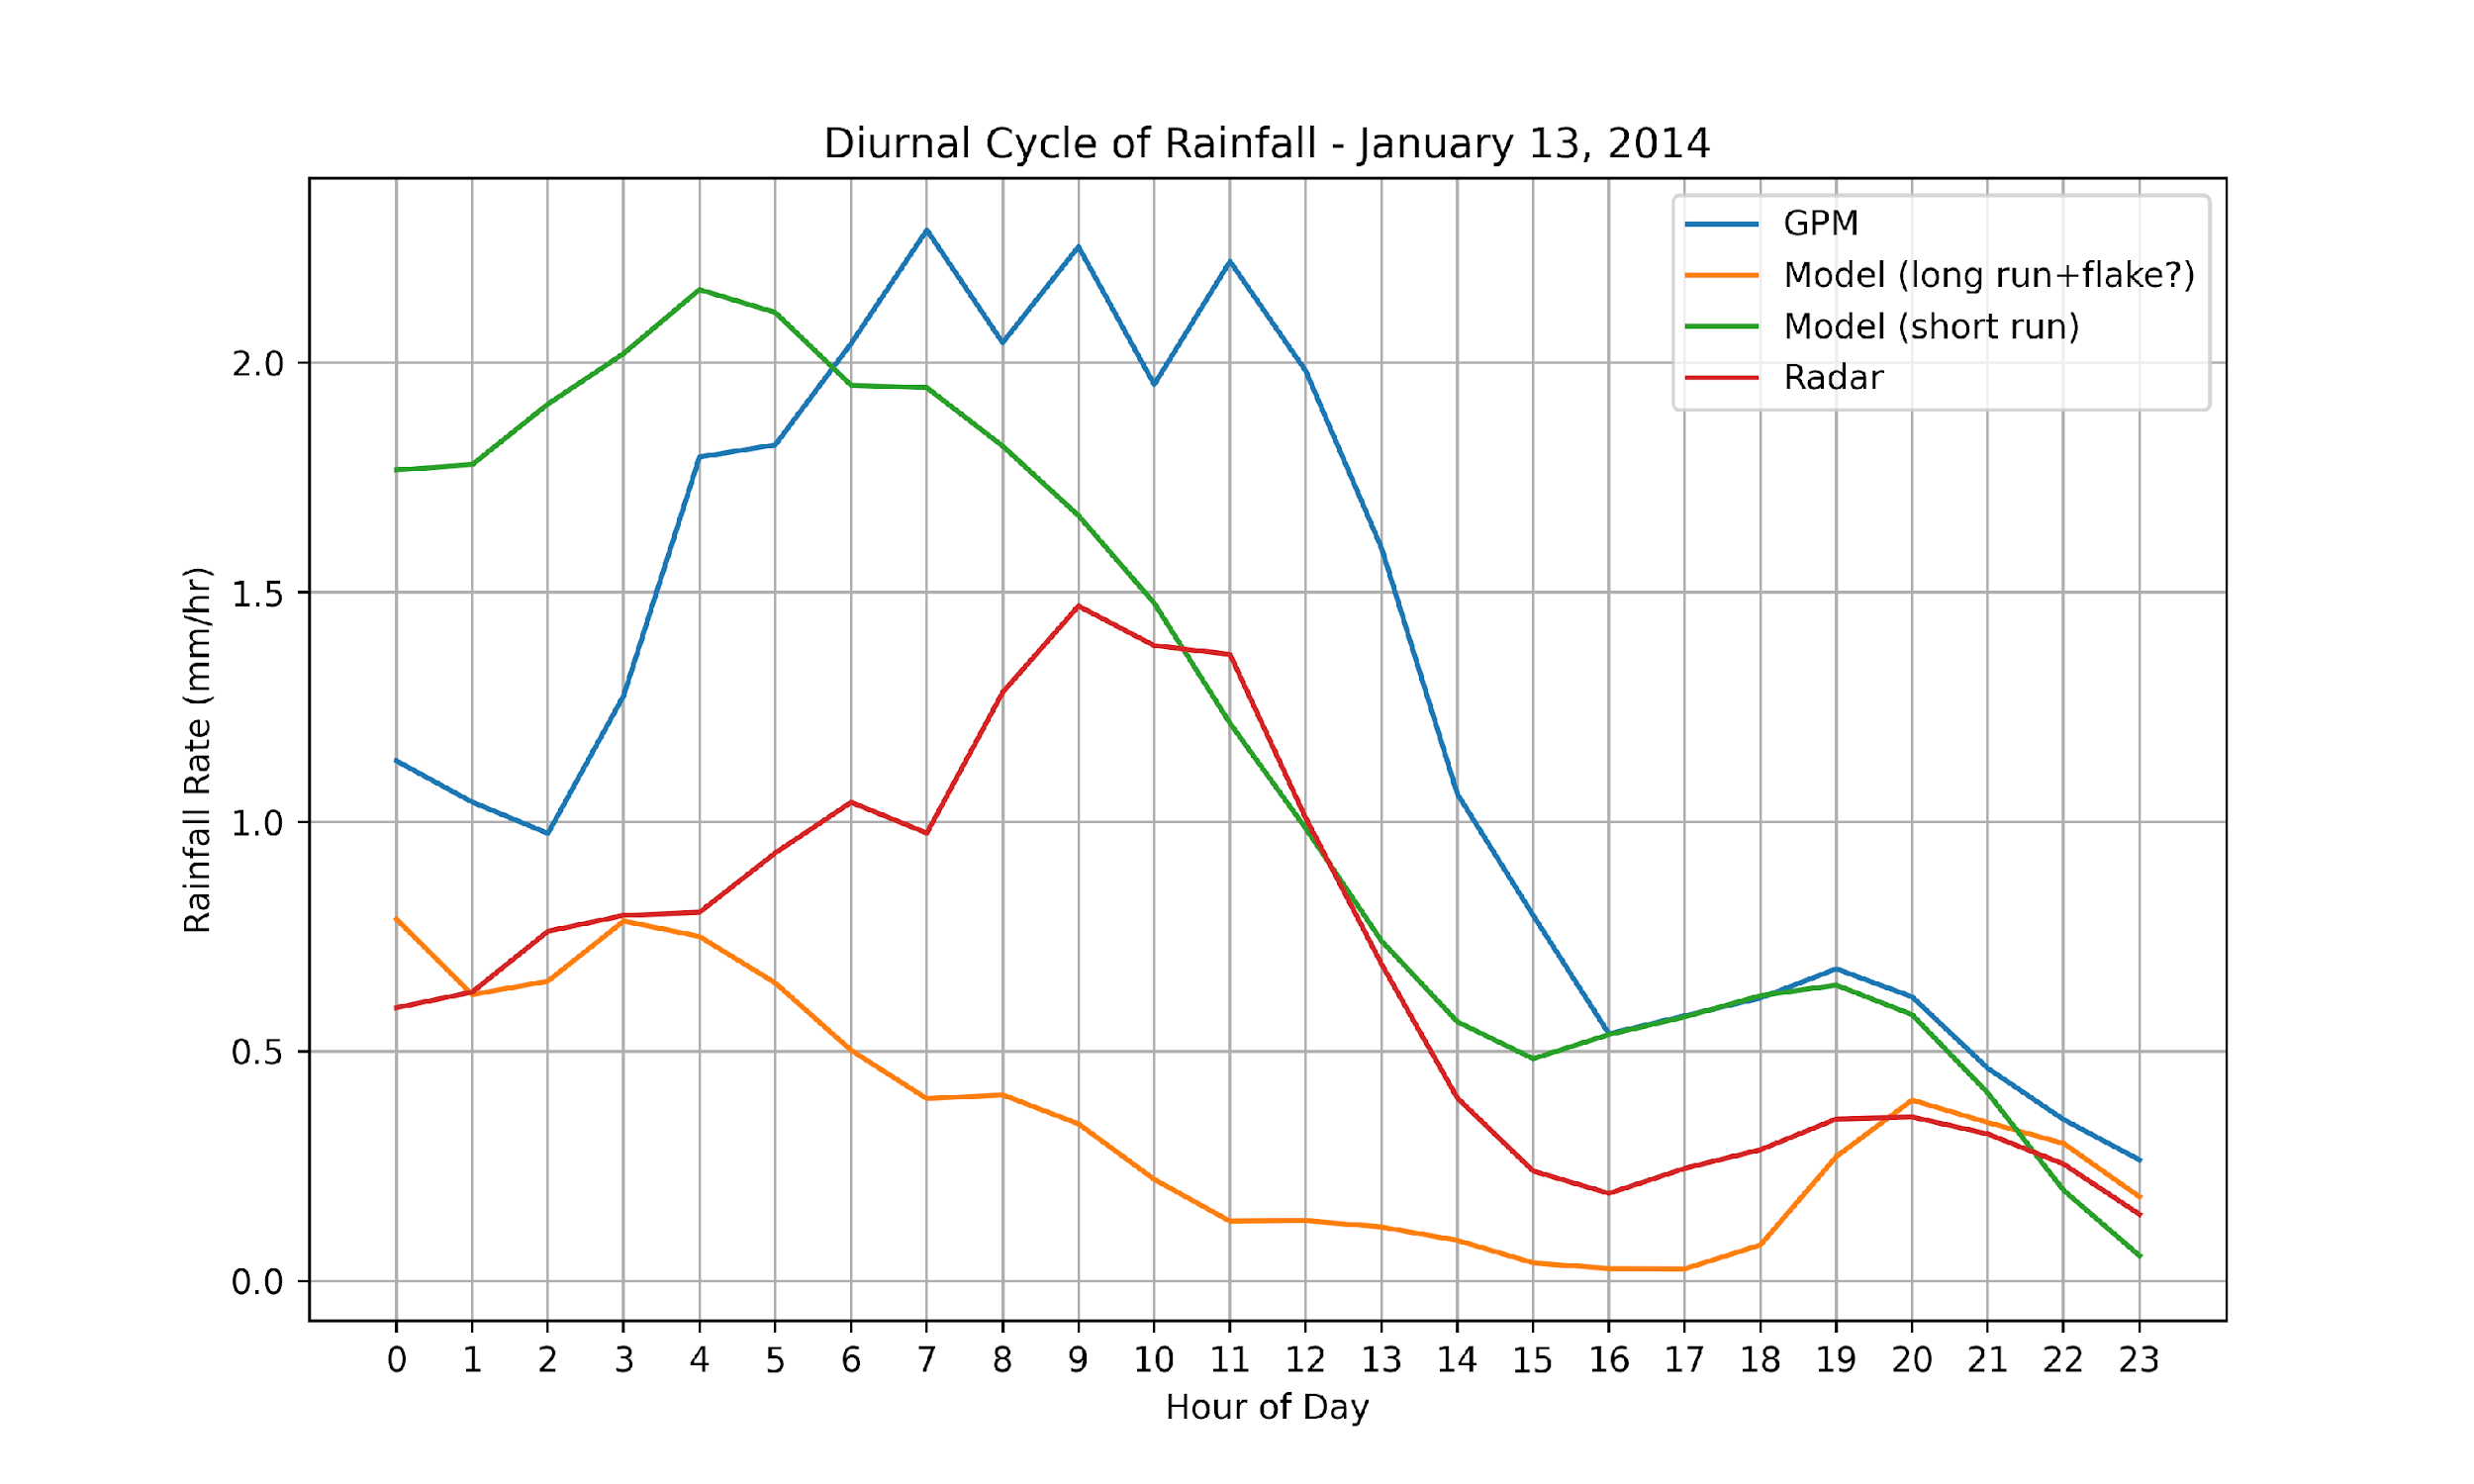 Diurnal Cycle of Rainfall - January 13, 2014
GPM
Model (long run+flake?)
Model (short run)
Radar
Rainfall Rate (mm/hr)
2.0
1.5
1.0
0.5
0.0
0 1 2 3 4 5 6 7 8 9 10 11 12 13 14 15 16 17 18 19 20 21 22 23
Hour of Day